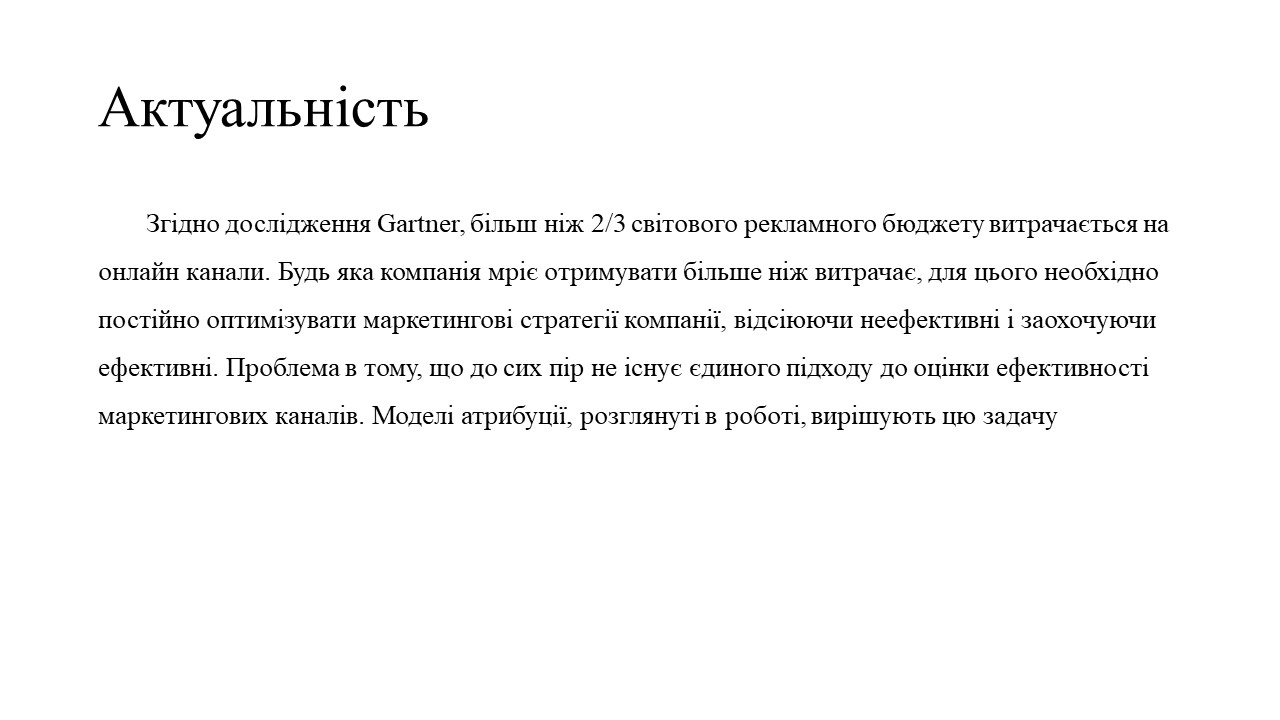 Актуальність
Згідно дослідження Gartner, більш ніж 2/3 світового рекламного бюджету витрачається на
онлайн канали. Будь яка компанія мріє отримувати більше ніж витрачає, для цього необхідно
постійно оптимізувати маркетингові стратегії компанії, відсіюючи неефективні і заохочуючи
ефективні. Проблема в тому, що до сих пір не існує єдиного підходу до оцінки ефективності
маркетингових каналів. Моделі атрибуції, розглянуті в роботі, вирішують цю задачу